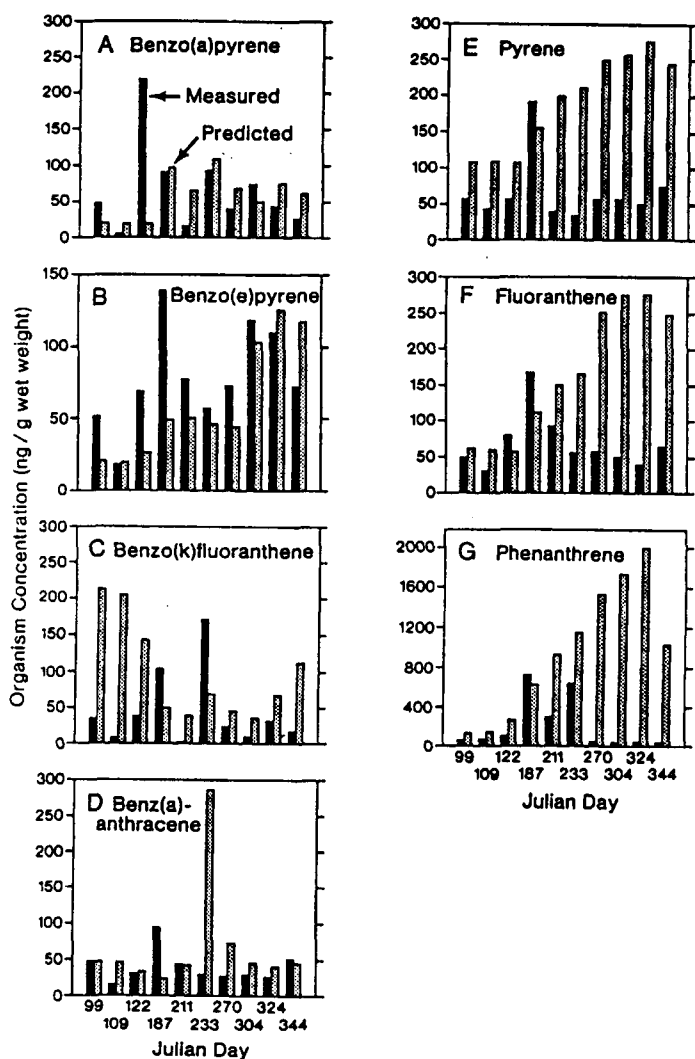 Organism Concentration (ng / g wet weight)
300
250
200
150
100
50
0
A Benzo(a)pyrene
Measured
Predicted
150
100
50
0
B Benzo(e)pyrene
300
250
200
150
100
50
0
C Benzo(k)fluoranthene
300
250
200
150
100
50
0
D Benz(a)-
anthracene
99 122 211 270 324
109 187 233 304 344
Julian Day
300
250
200
150
100
50
0
E Pyrene
300
250
200
150
100
50
0
F Fluoranthene
2000
1600
1200
800
400
0
G Phenanthrene
99 122 211 270 324
109 187 233 304 344
Julian Day